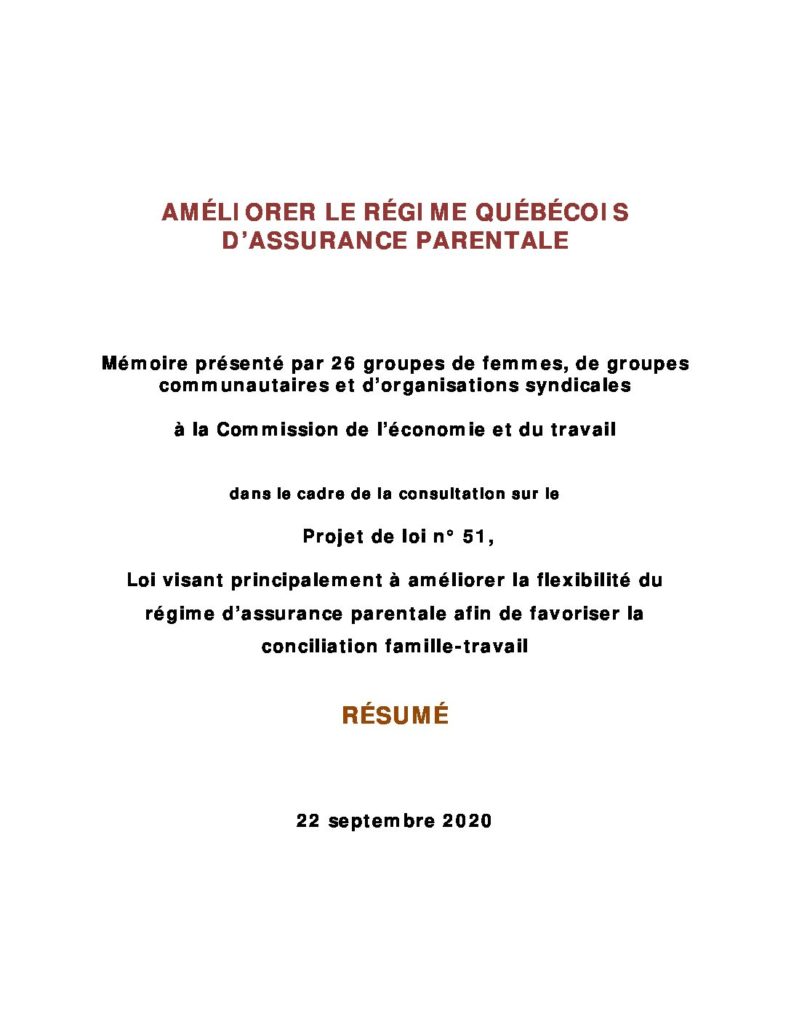 AMÉLIORER LE RÉGIME QUÉBÉCOIS
D’ASSURANCE PARENTALE
Mémoire présenté par 26 groupes de femmes, de groupes
communautaires et d’organisations syndicales
à la Commission de l’économie et du travail
dans le cadre de la consultation sur le
Projet de loi n° 51,
Loi visant principalement à améliorer la flexibilité du
régime d’assurance parentale afin de favoriser la
conciliation famille-travail
RÉSUMÉ
22 septembre 2020